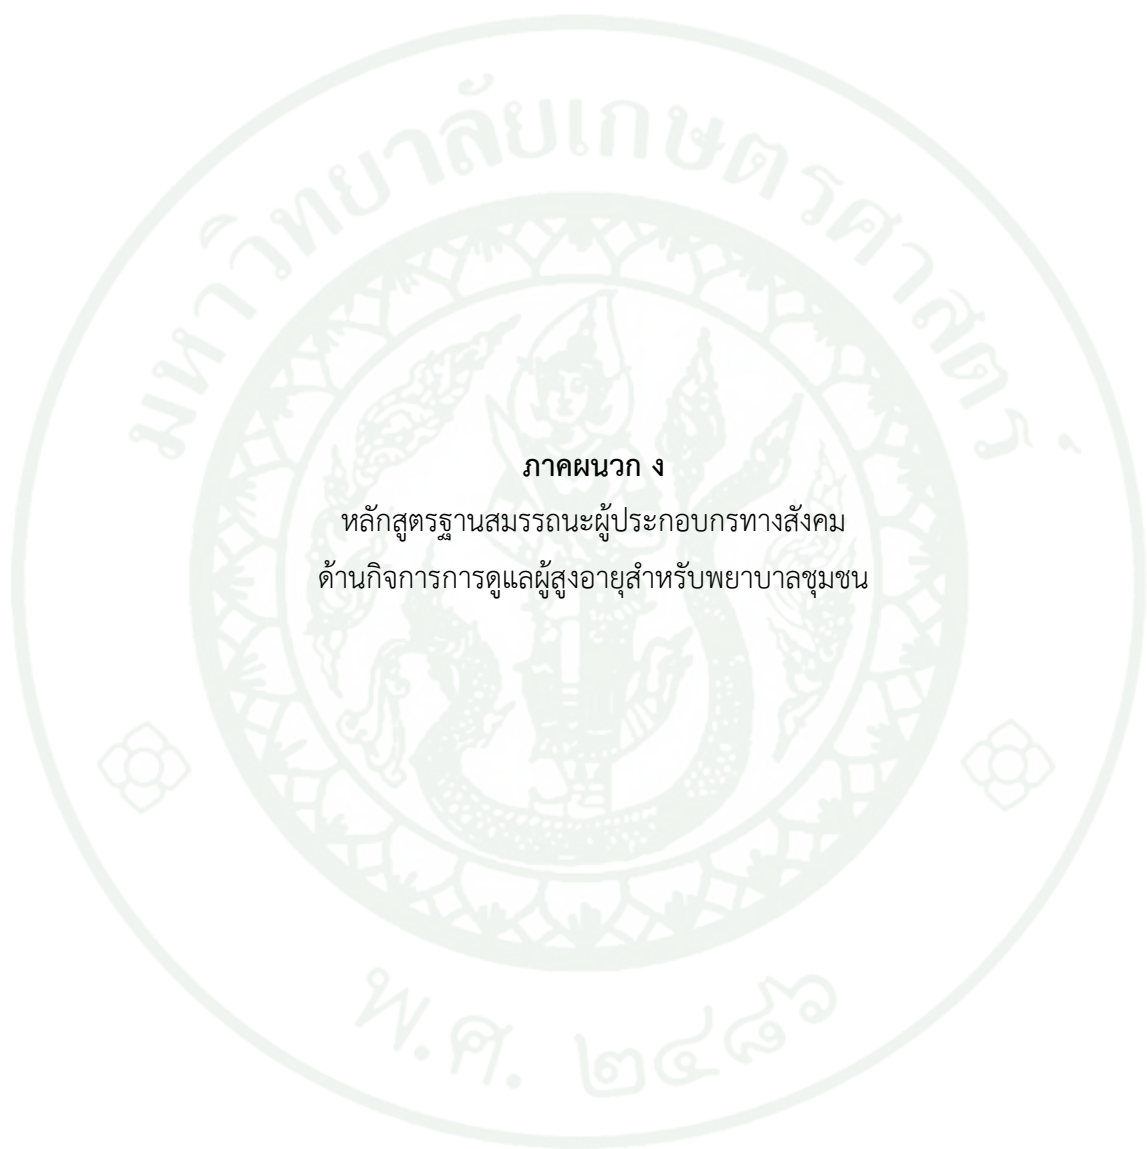 มหาวิทยาลัยเกษตรศาสตร์
ภาคผนวก ง
หลักสูตรฐานสมรรถนะผู้ประกอบกรทางสังคม
ด้านกิจการการดูแลผู้สูงอายุสำหรับพยาบาลชุมชน
พ.ศ. ๒๔๘๖